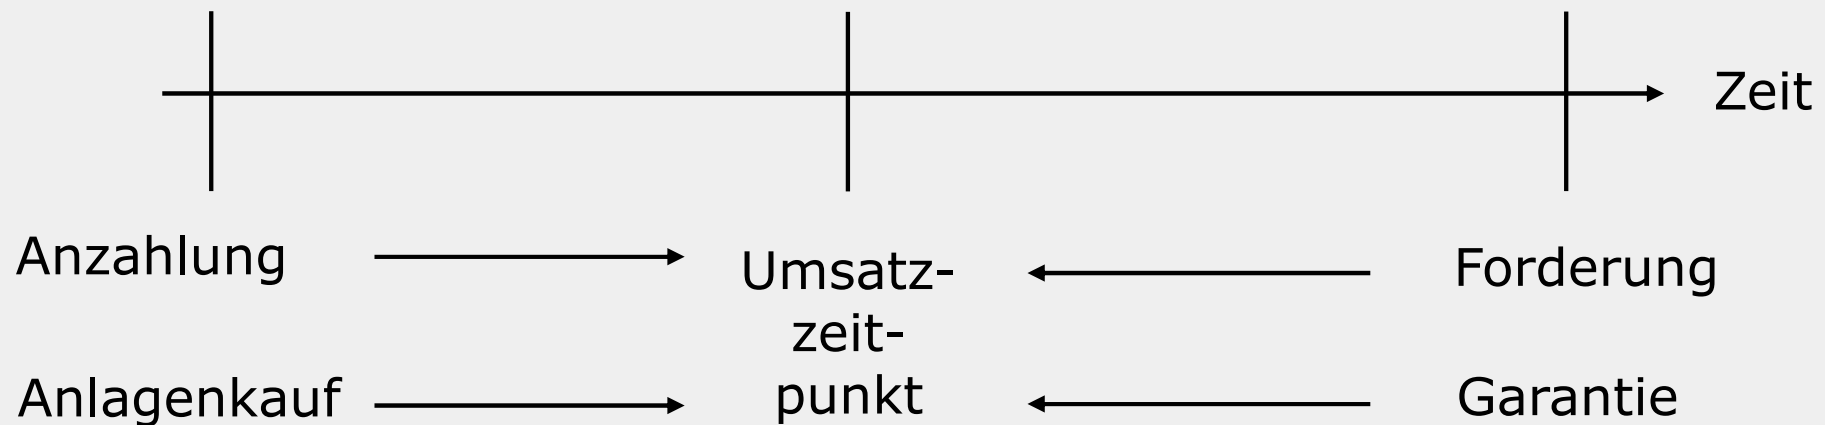 Zeit
Anzahlung
Umsatz-
zeit-
punkt
Forderung
Anlagenkauf
Garantie